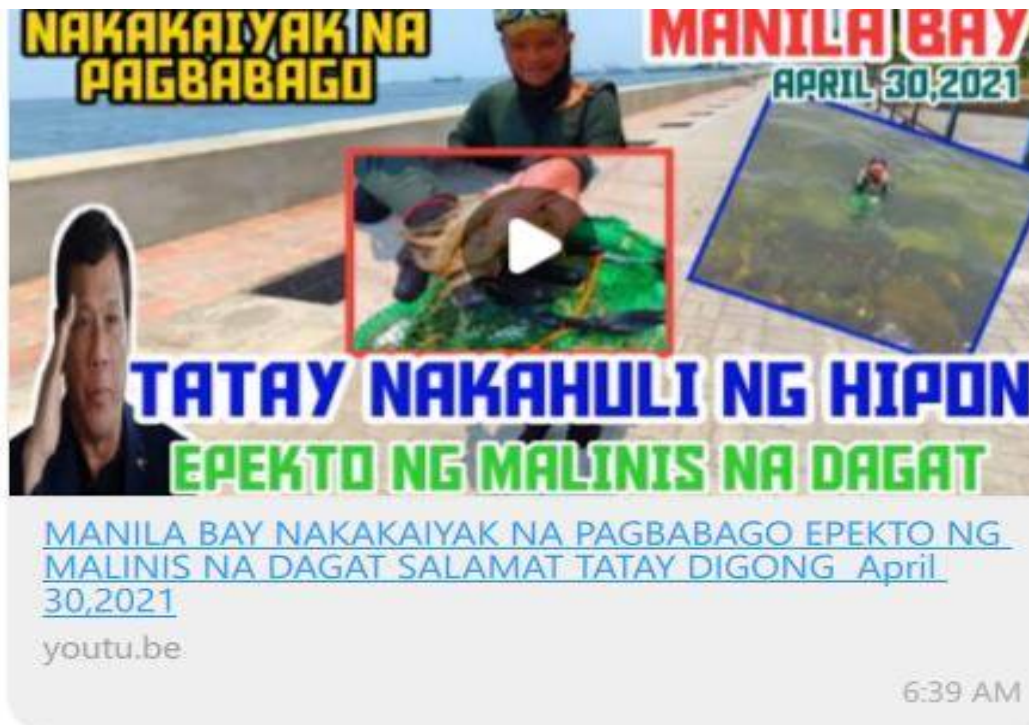 NAKAKAIYAK NA
PAGBABAGO
MANILA BAY
APRIL 30,2021
TATAY NAKAHULI NG HIPON
EPEKTO NG MALINIS NA DAGAT
MANILA BAY NAKAKAIYAK NA PAGBABAGO EPEKTO NG
MALINIS NA DAGAT SALAMAT TATAY DIGONG April
30,2021
youtu.be
6:39 AM